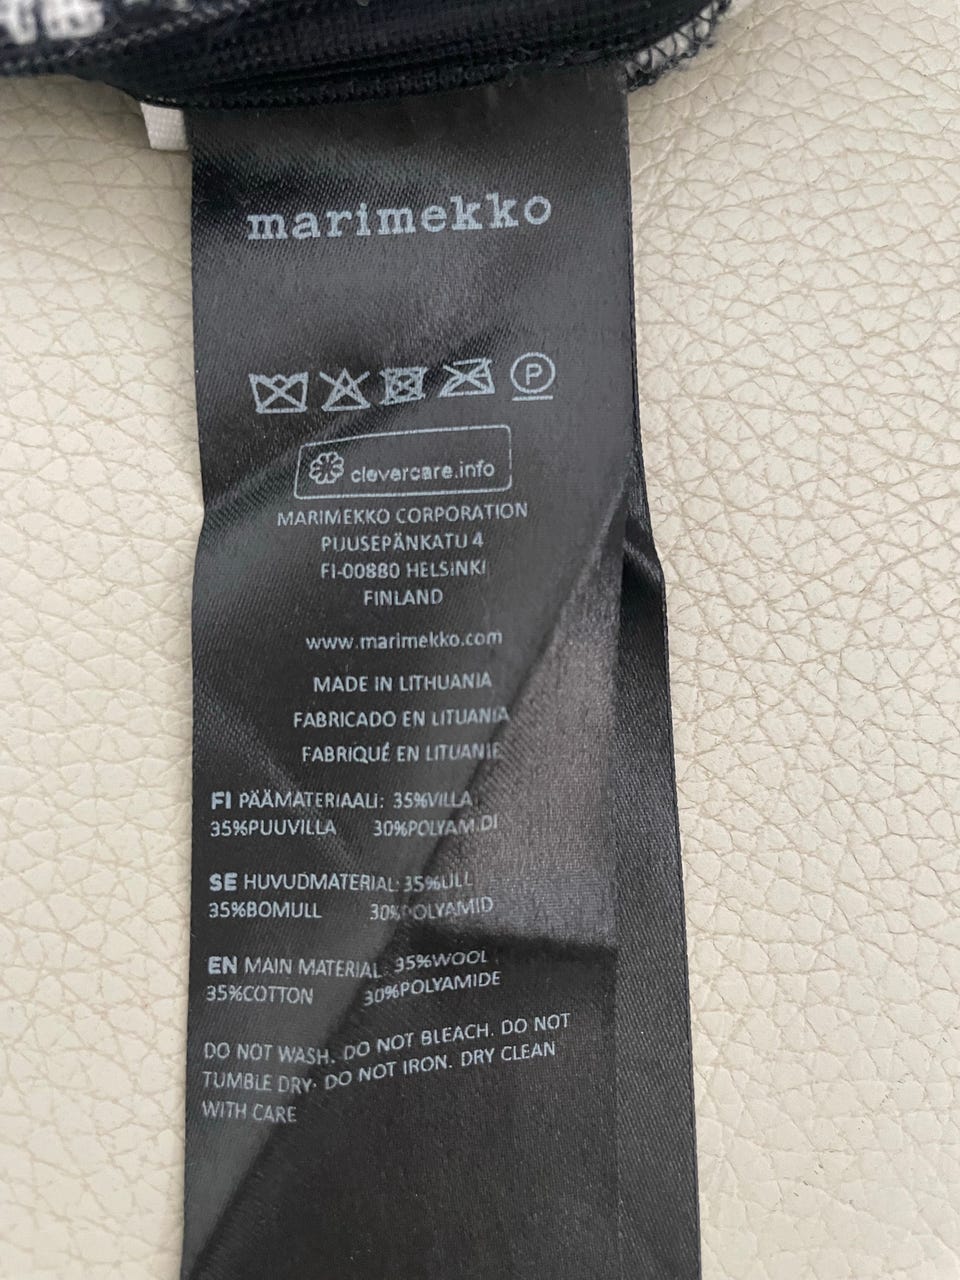 marimekko
P
clevercare.info
MARIMEKKO CORPORATION
PUUSEPÄNKATU 4
FI-00880 HELSINKI
FINLAND
www.marimekko.com
MADE IN LITHUANIA
FABRICADO EN LITUANIA
FABRIQUÉ EN LITUANIE
FI PÄÄMATERIAALI: 35%VILLA
35%PUUVILLA 30%POLYAMIDI
SE HUVUDMATERIAL: 35%ULL
35%BOMULL 30%POLYAMID
EN MAIN MATERIAL: 35%WOOL
35%COTTON 30%POLYAMIDE
DO NOT WASH. DO NOT BLEACH. DO NOT
TUMBLE DRY. DO NOT IRON. DRY CLEAN
WITH CARE